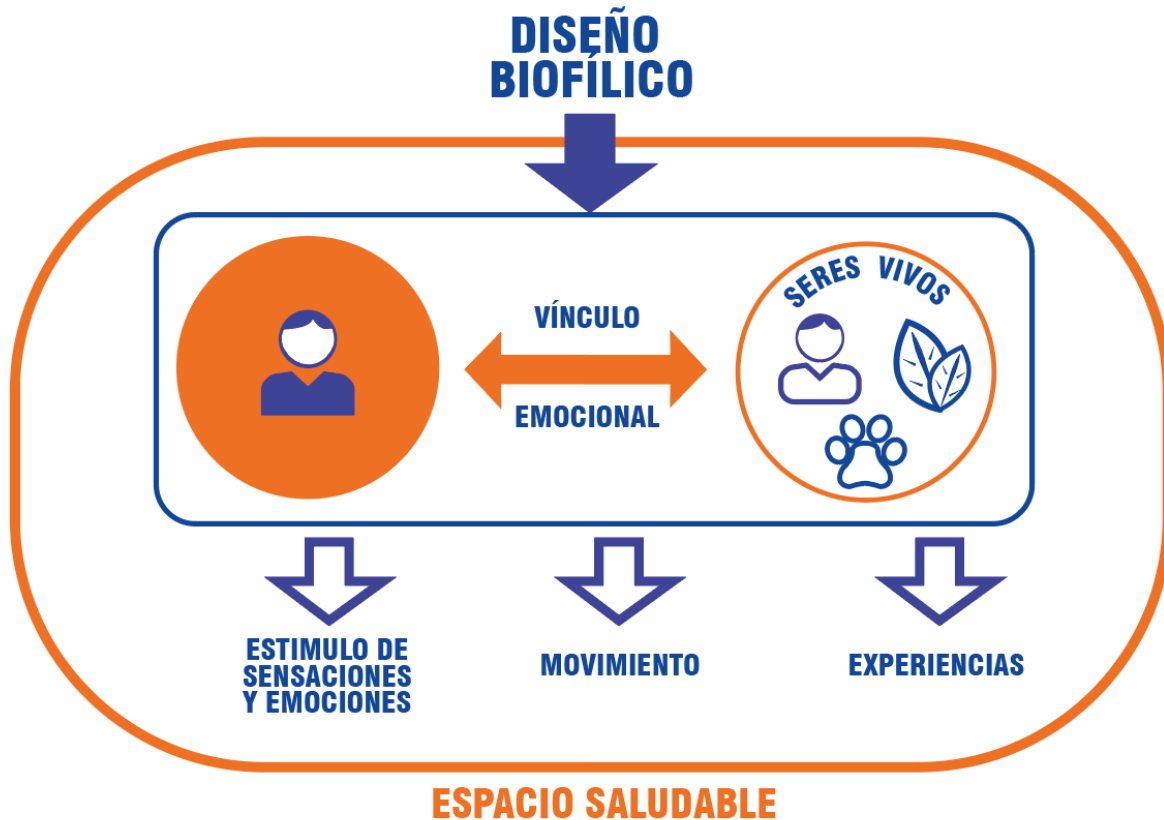 DISEÑO
BIOFÍLICO
SERES VIVOS
VÍNCULO
EMOCIONAL
ESTIMULO DE
SENSACIONES
Y EMOCIONES
MOVIMIENTO
EXPERIENCIAS
ESPACIO SALUDABLE